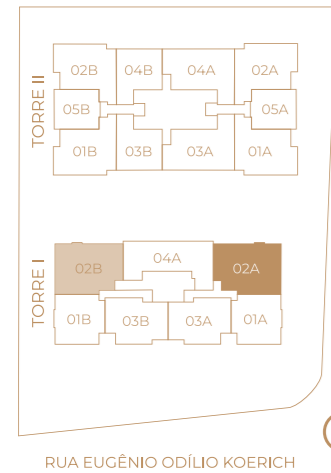 TORRE II
02B 04B 04A 02A
05B 05A
01B 03B 03A 01A
TORRE I
02B 04A 02A
01B 03B 03A 01A
RUA EUGÊNIO ODÍLIO KOERICH